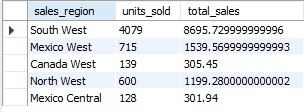 sales_region units_sold total_sales
South West 4079 8695.729999999996
Mexico West 715 1539.5699999999993
Canada West 139 305.45
North West 600 1199.2800000000002
Mexico Central 128 301.94